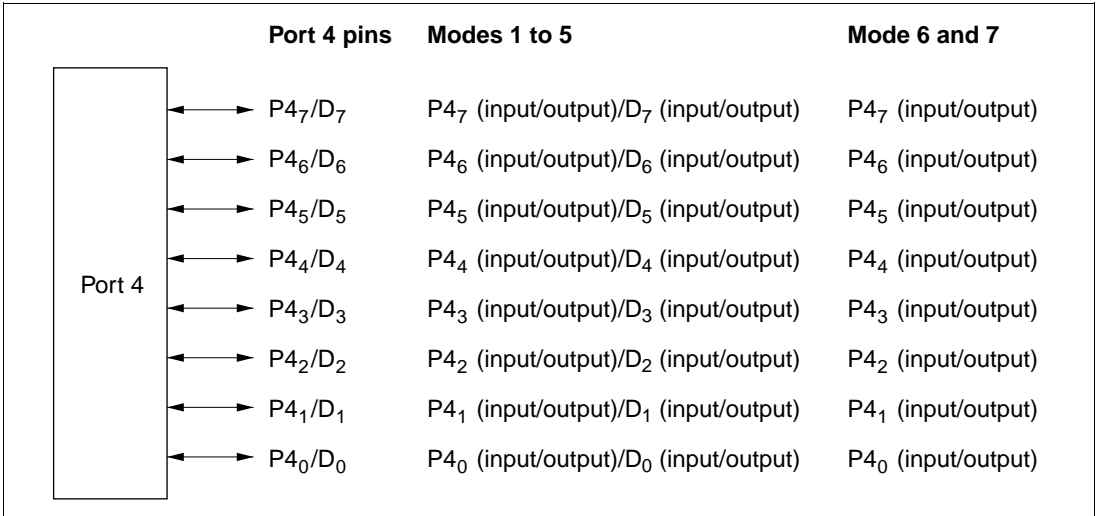 Port 4 pins Modes 1 to 5 Mode 6 and 7
P4₇/D₇ P4₇ (input/output)/D₇ (input/output) P4₇ (input/output)
P4₆/D₆ P4₆ (input/output)/D₆ (input/output) P4₆ (input/output)
P4₅/D₅ P4₅ (input/output)/D₅ (input/output) P4₅ (input/output)
P4₄/D₄ P4₄ (input/output)/D₄ (input/output) P4₄ (input/output)
Port 4
P4₃/D₃ P4₃ (input/output)/D₃ (input/output) P4₃ (input/output)
P4₂/D₂ P4₂ (input/output)/D₂ (input/output) P4₂ (input/output)
P4₁/D₁ P4₁ (input/output)/D₁ (input/output) P4₁ (input/output)
P4₀/D₀ P4₀ (input/output)/D₀ (input/output) P4₀ (input/output)